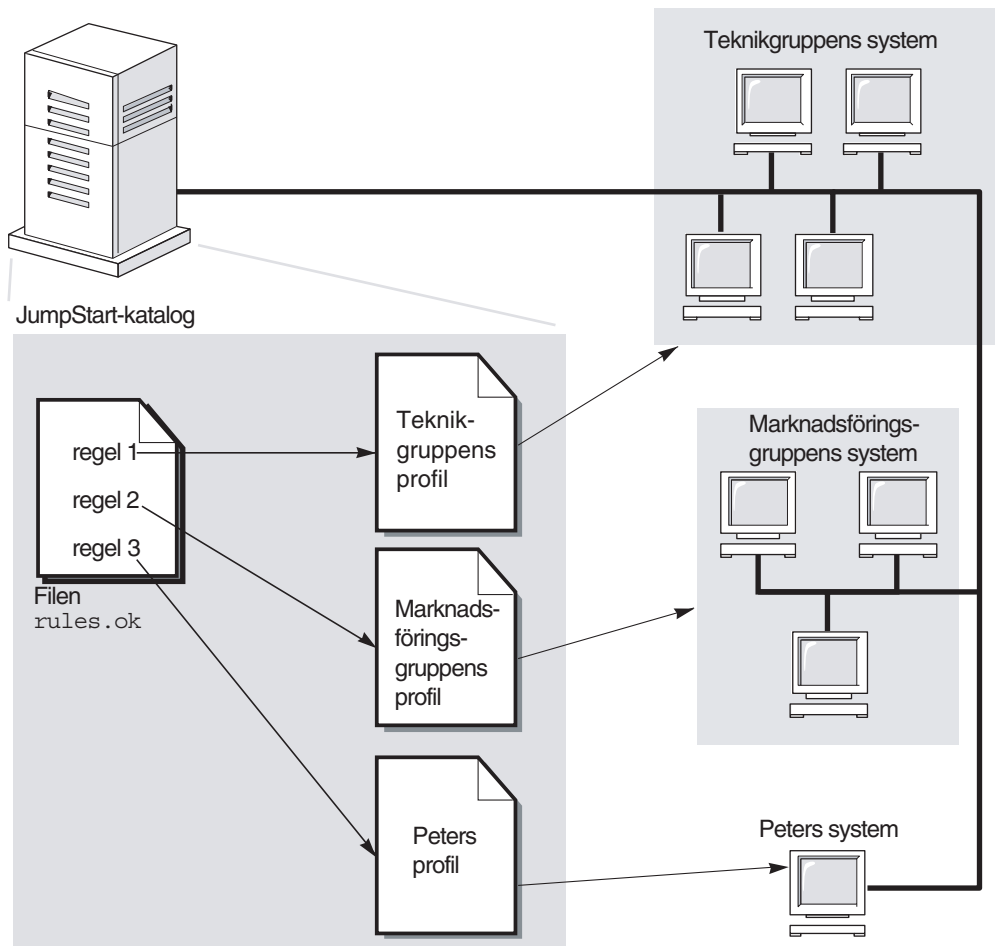 Teknikgruppens system
JumpStart-katalog
regel 1
regel 2
regel 3
Filen
rules.ok
Teknik-
gruppens
profil
Marknads-
förings-
gruppens
profil
Peters
profil
Marknadsförings-
gruppens system
Peters system